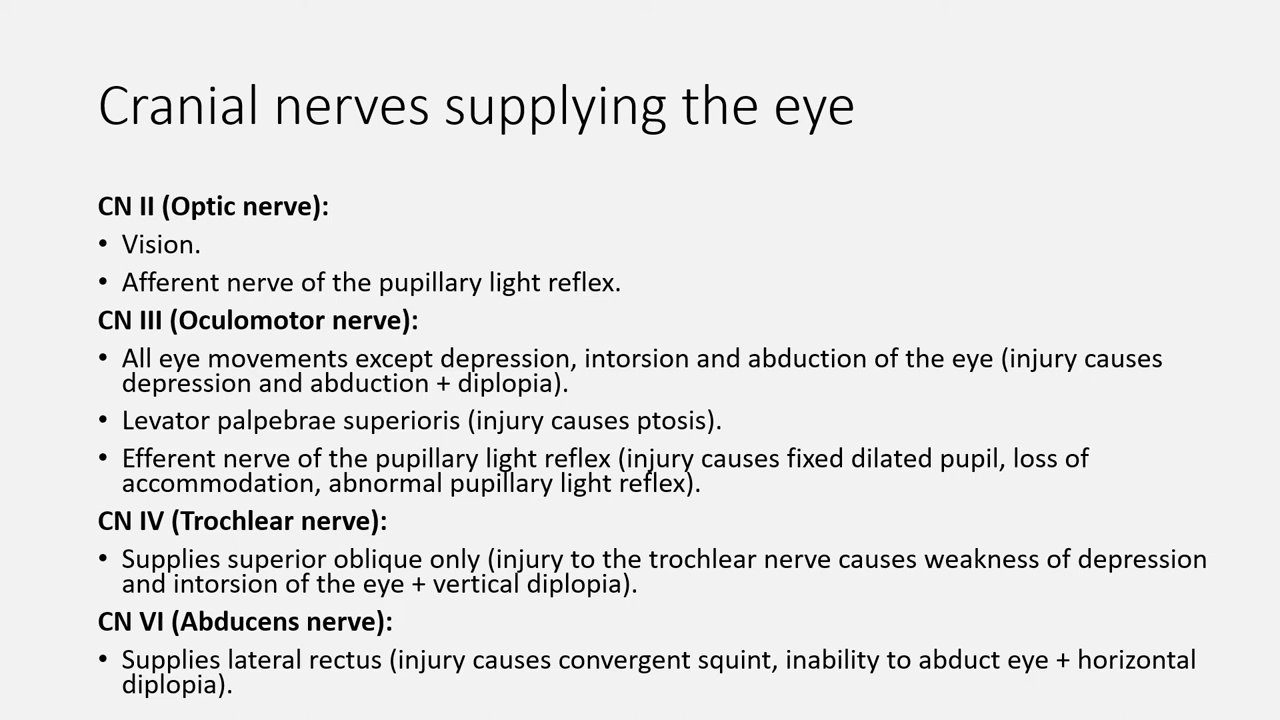 Cranial nerves supplying the eye
CN II (Optic nerve):
• Vision.
• Afferent nerve of the pupillary light reflex.
CN III (Oculomotor nerve):
• All eye movements except depression, intorsion and abduction of the eye (injury causes
depression and abduction + diplopia).
• Levator palpebrae superioris (injury causes ptosis).
• Efferent nerve of the pupillary light reflex (injury causes fixed dilated pupil, loss of
accommodation, abnormal pupillary light reflex).
CN IV (Trochlear nerve):
• Supplies superior oblique only (injury to the trochlear nerve causes weakness of depression
and intorsion of the eye + vertical diplopia).
CN VI (Abducens nerve):
• Supplies lateral rectus (injury causes convergent squint, inability to abduct eye + horizontal
diplopia).